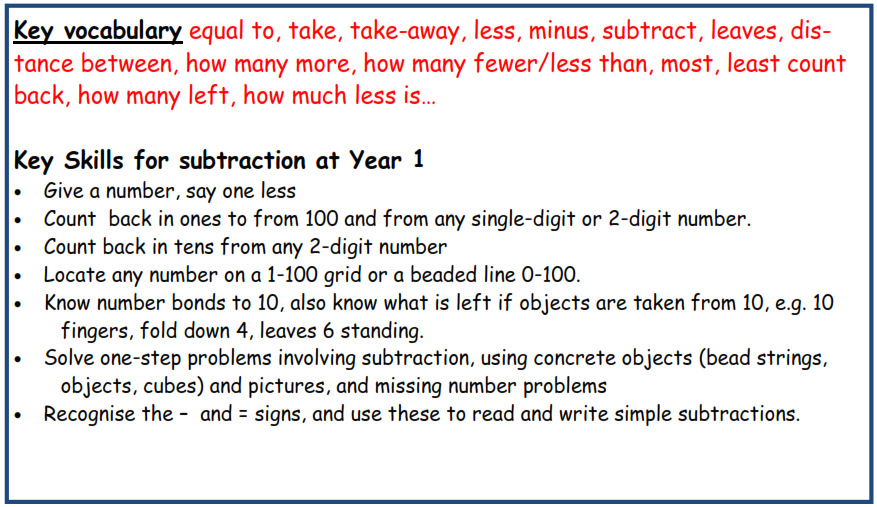 Key vocabulary equal to, take, take-away, less, minus, subtract, leaves, dis-
tance between, how many more, how many fewer/less than, most, least count
back, how many left, how much less is…
Key Skills for subtraction at Year 1
• Give a number, say one less
• Count back in ones to from 100 and from any single-digit or 2-digit number.
• Count back in tens from any 2-digit number
• Locate any number on a 1-100 grid or a beaded line 0-100.
• Know number bonds to 10, also know what is left if objects are taken from 10, e.g. 10
fingers, fold down 4, leaves 6 standing.
• Solve one-step problems involving subtraction, using concrete objects (bead strings,
objects, cubes) and pictures, and missing number problems
• Recognise the – and = signs, and use these to read and write simple subtractions.